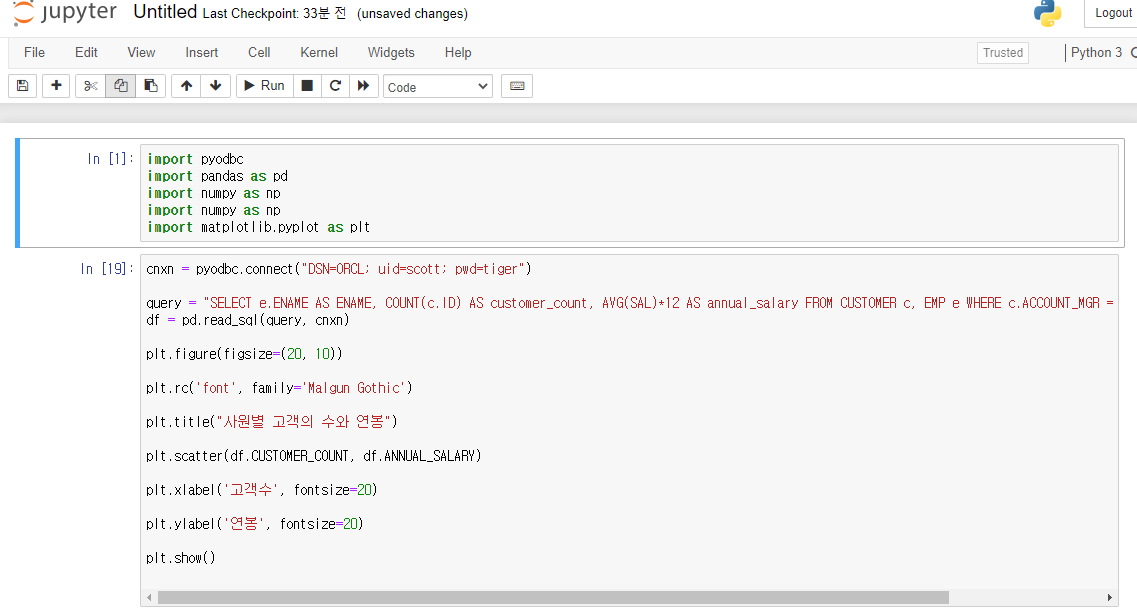 jupyter Untitled Last Checkpoint: 33분 전 (unsaved changes) Logout
File Edit View Insert Cell Kernel Widgets Help Trusted Python 3
Run Code
In [1]: import pyodbc
import pandas as pd
import numpy as np
import numpy as np
import matplotlib.pyplot as plt
In [19]: cnxn = pyodbc.connect("DSN=ORCL; uid=scott; pwd=tiger")
query = "SELECT e.ENAME AS ENAME, COUNT(c.ID) AS customer_count, AVG(SAL)*12 AS annual_salary FROM CUSTOMER c, EMP e WHERE c.ACCOUNT_MGR =
df = pd.read_sql(query, cnxn)
plt.figure(figsize=(20, 10))
plt.rc('font', family='Malgun Gothic')
plt.title("사원별 고객의 수와 연봉")
plt.scatter(df.CUSTOMER_COUNT, df.ANNUAL_SALARY)
plt.xlabel('고객수', fontsize=20)
plt.ylabel('연봉', fontsize=20)
plt.show()